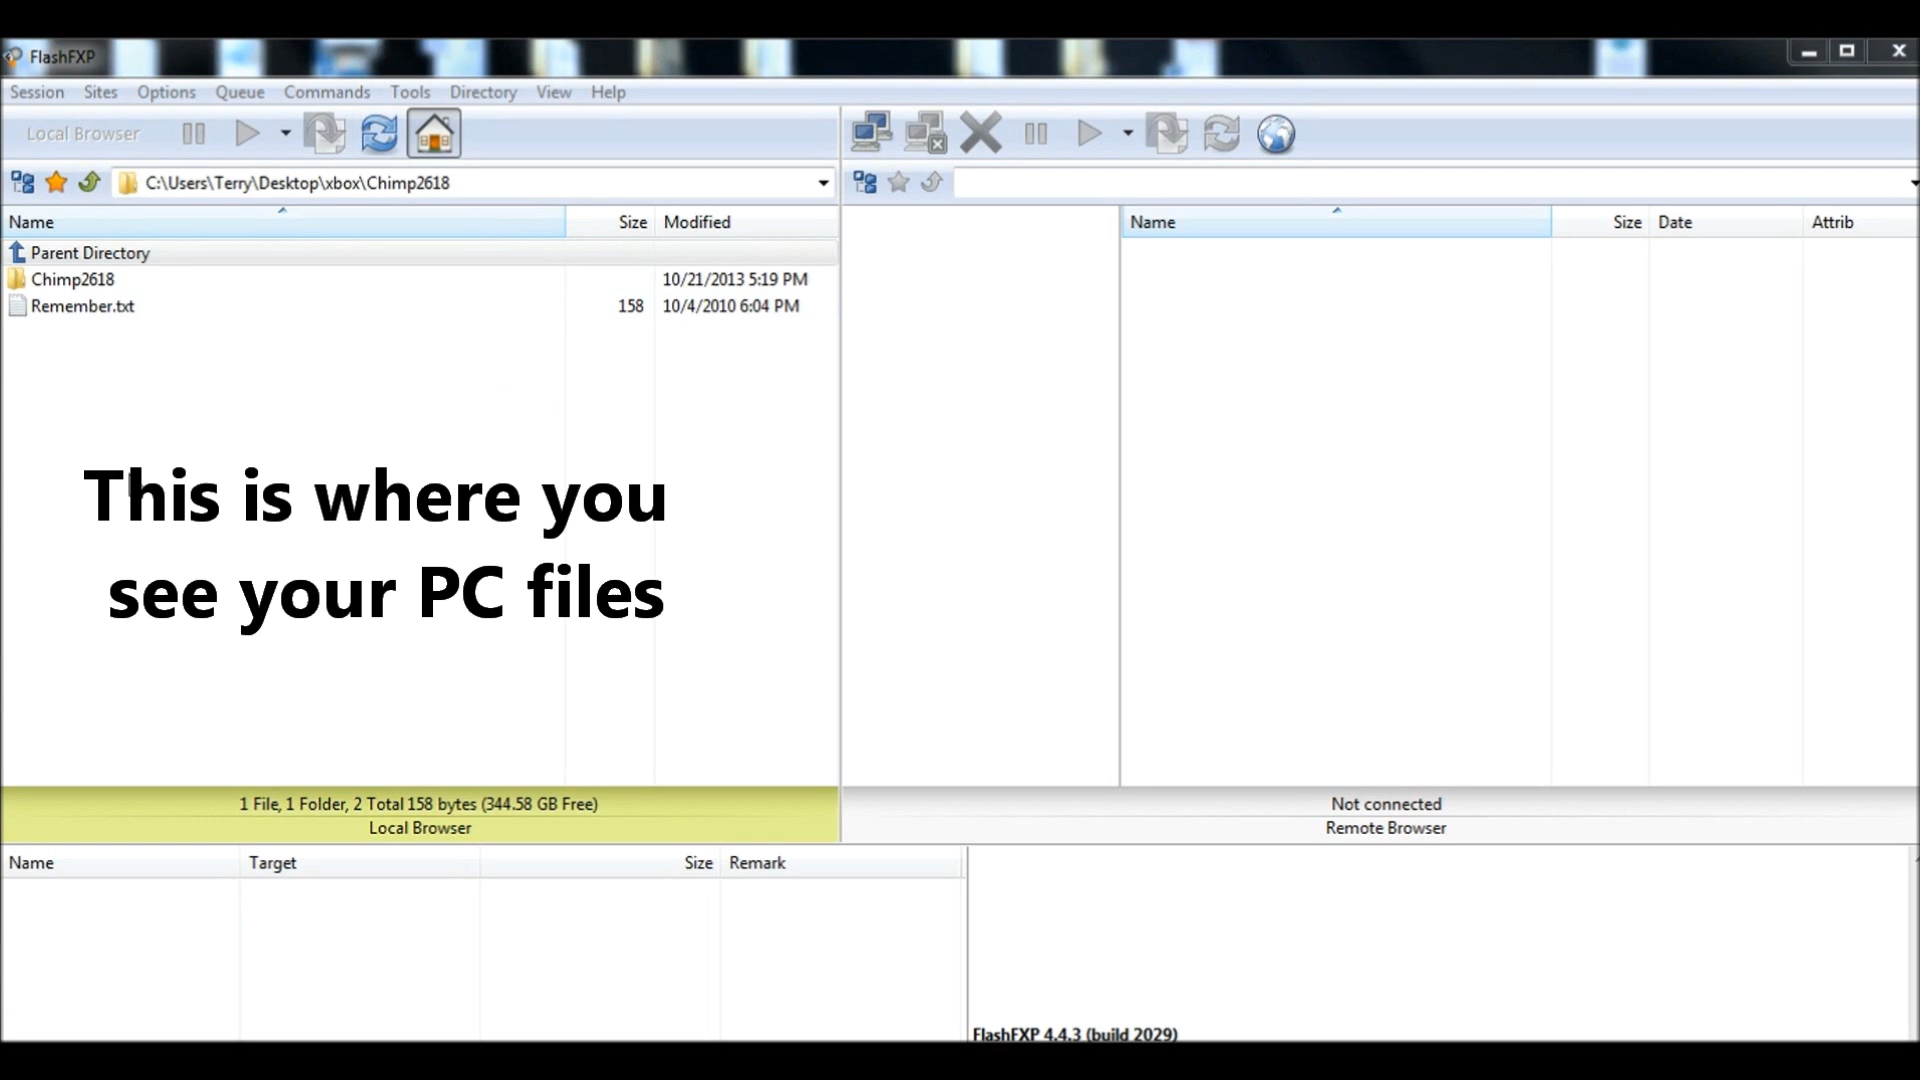 FlashFXP
Session Sites Options Queue Commands Tools Directory View Help
Local Browser
C:\Users\Terry\Desktop\xbox\Chimp2618
Name Size Modified
Parent Directory
Chimp2618 10/21/2013 5:19 PM
Remember.txt 158 10/4/2010 6:04 PM
This is where you
see your PC files
1 File, 1 Folder, 2 Total 158 bytes (344.58 GB Free)
Local Browser
Name Size Date Attrib
Not connected
Remote Browser
Name Target Size Remark
FlashFXP 4.4.3 (build 2029)